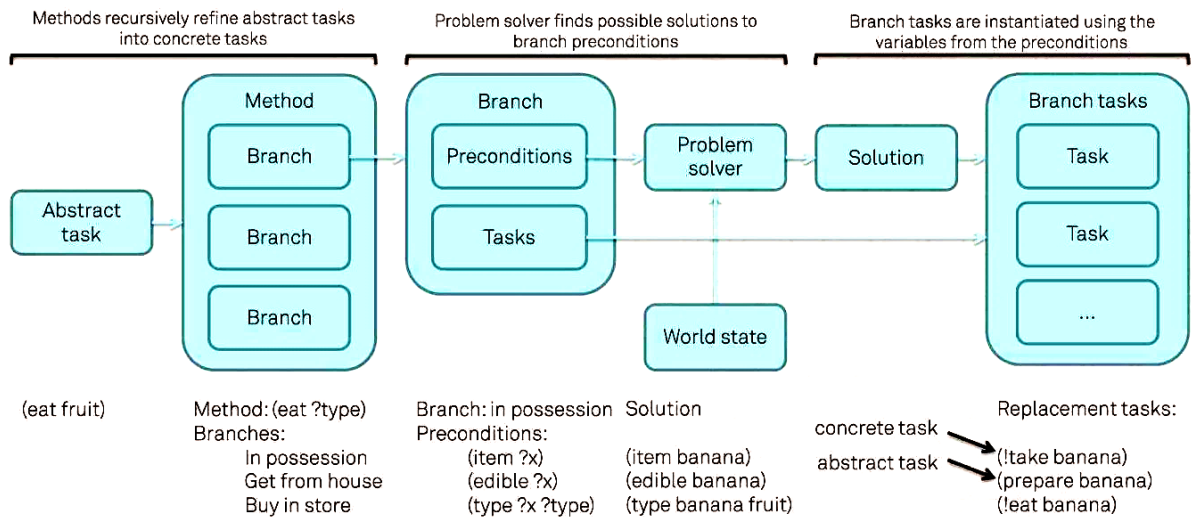 Methods recursively refine abstract tasks
into concrete tasks
Problem solver finds possible solutions to
branch preconditions
Branch tasks are instantiated using the
variables from the preconditions
Abstract
task
Method
Branch
Branch
Branch
Branch
Preconditions
Tasks
Problem
solver
World state
Solution
Branch tasks
Task
Task
...
(eat fruit)
Method: (eat ?type)
Branches:
In possession
Get from house
Buy in store
Branch: in possession
Preconditions:
(item ?x)
(edible ?x)
(type ?x ?type)
Solution
(item banana)
(edible banana)
(type banana fruit)
concrete task
abstract task
Replacement tasks:
(!take banana)
(prepare banana)
(!eat banana)